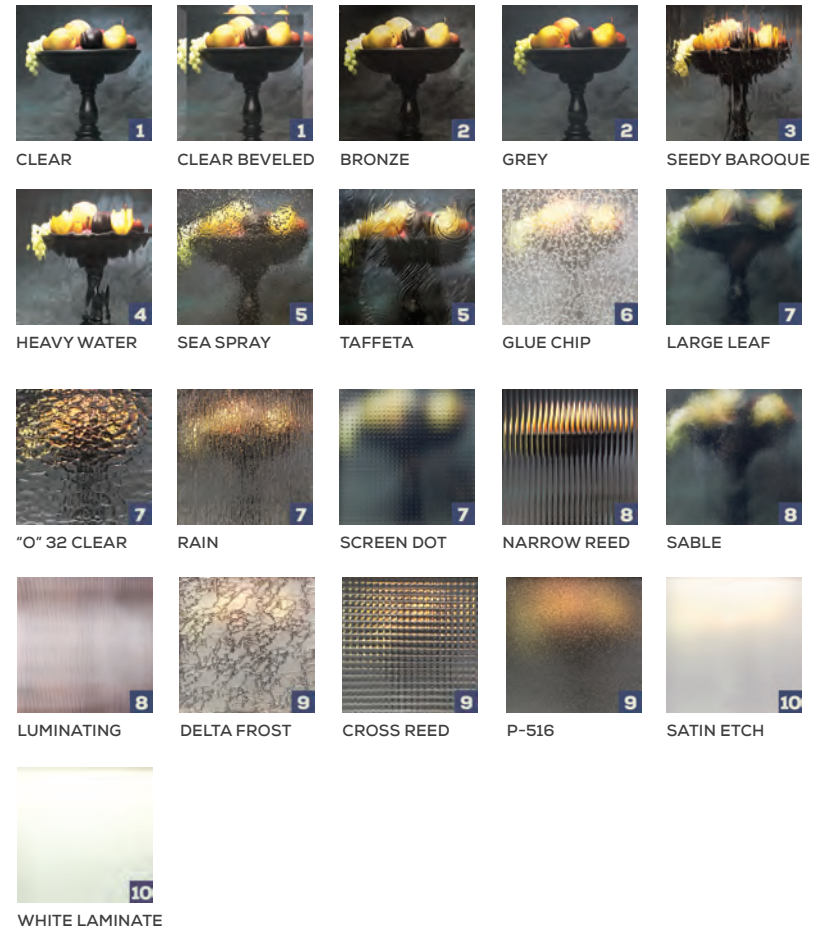 1
1
2
2
3
CLEAR
CLEAR BEVELED
BRONZE
GREY
SEEDY BAROQUE
4
5
5
6
7
HEAVY WATER
SEA SPRAY
TAFFETA
GLUE CHIP
LARGE LEAF
7
7
7
8
8
“O” 32 CLEAR
RAIN
SCREEN DOT
NARROW REED
SABLE
8
9
9
9
10
LUMINATING
DELTA FROST
CROSS REED
P-516
SATIN ETCH
10
WHITE LAMINATE